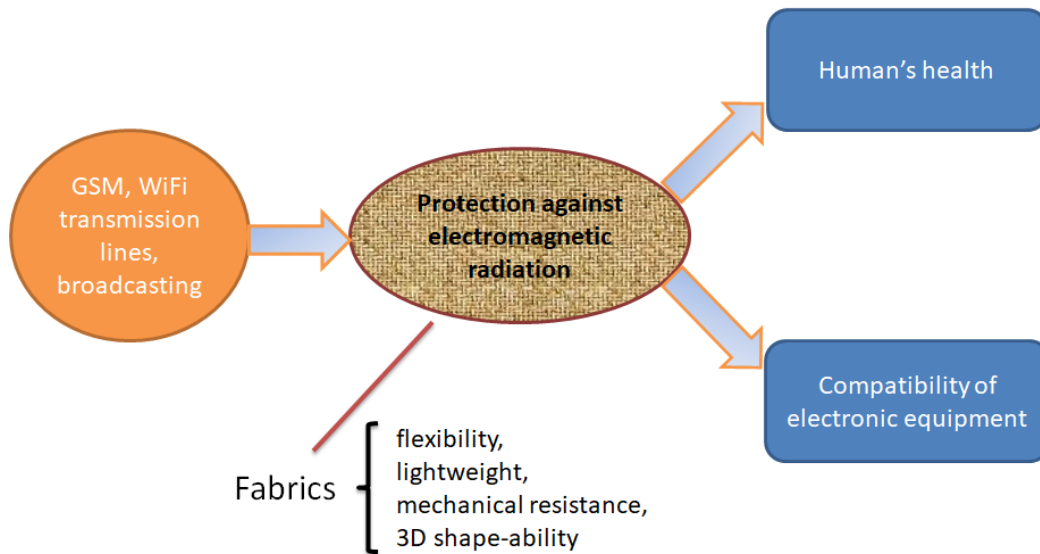 Human's health
GSM, WiFi
transmission
lines,
broadcasting
Protection against
electromagnetic
radiation
Compatibility of
electronic equipment
Fabrics
flexibility,
lightweight,
mechanical resistance,
3D shape-ability